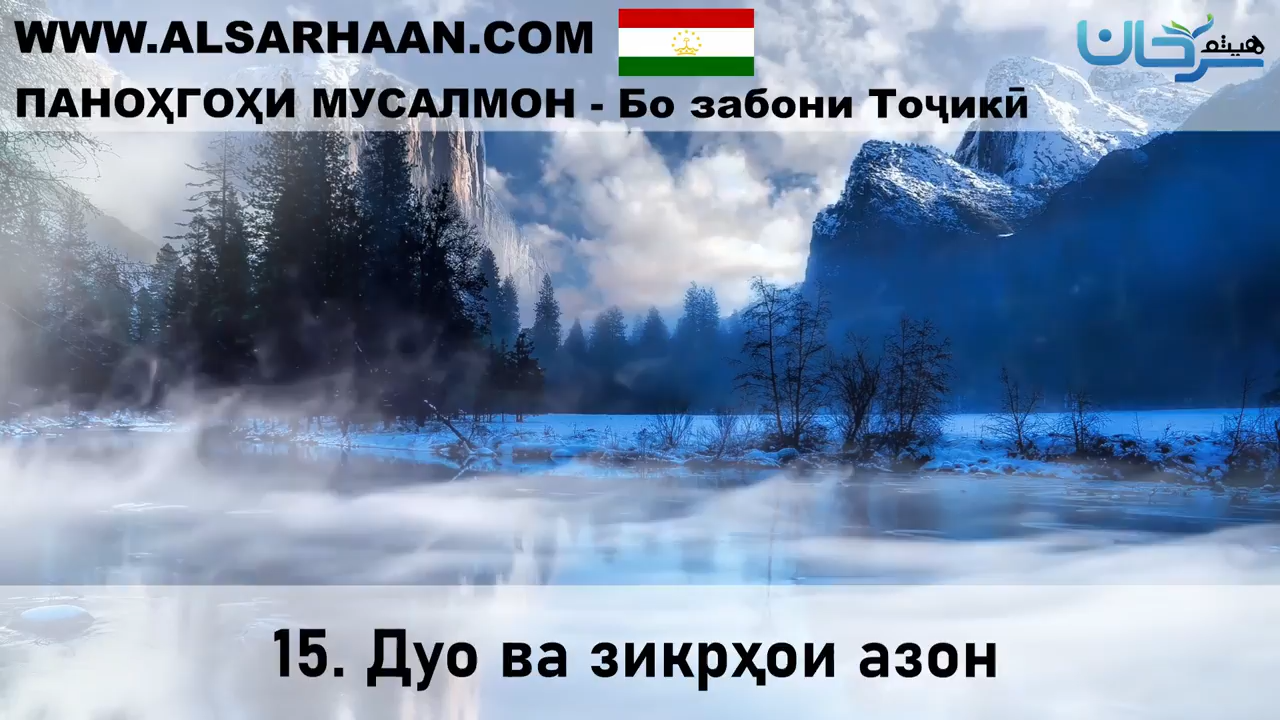 WWW.ALSARHAAN.COM
هيثم سرحان
ПАНОҲГОҲИ МУСАЛМОН - Бо забони Тоҷикӣ
15. Дуо ва зикрҳои азон